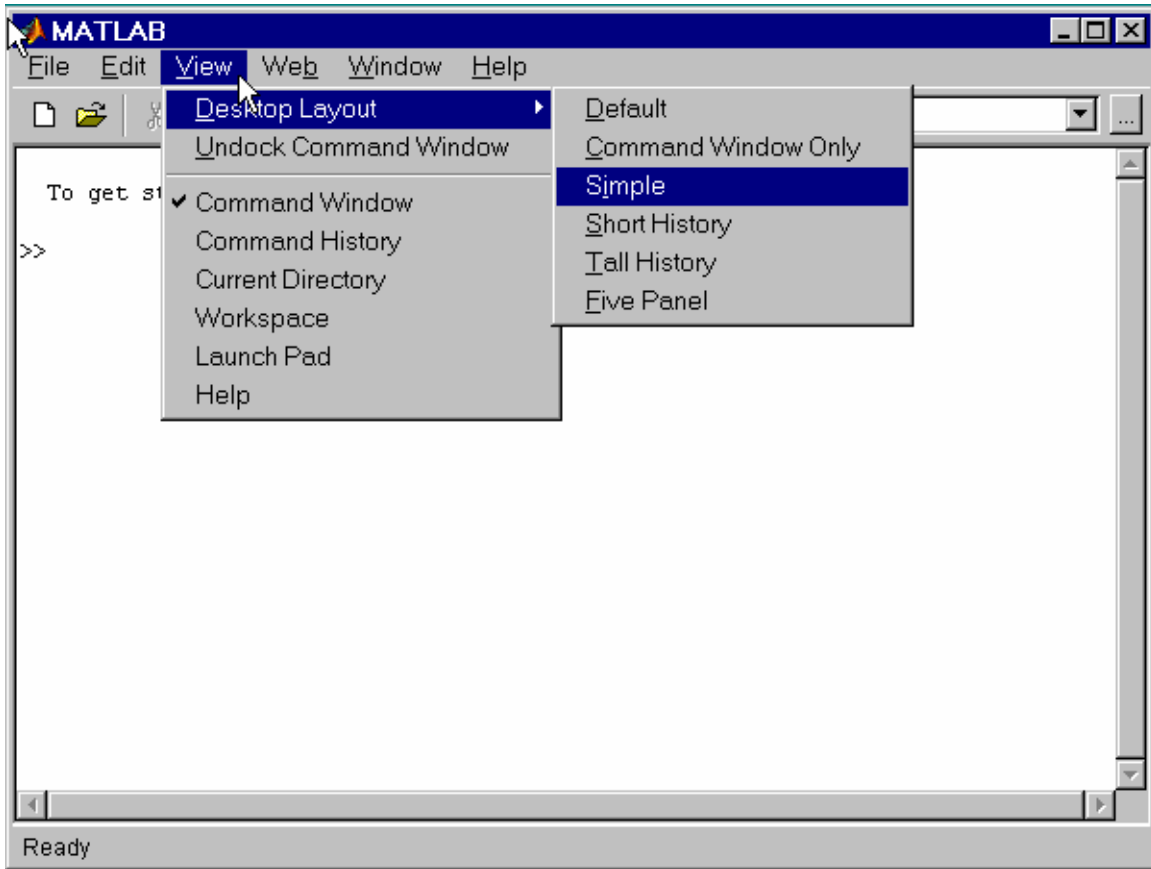 MATLAB
File Edit View Web Window Help
...
Desktop Layout
Undock Command Window
Command Window
Command History
Current Directory
Workspace
Launch Pad
Help
Default
Command Window Only
Simple
Short History
Tall History
Five Panel
To get
>>
Ready